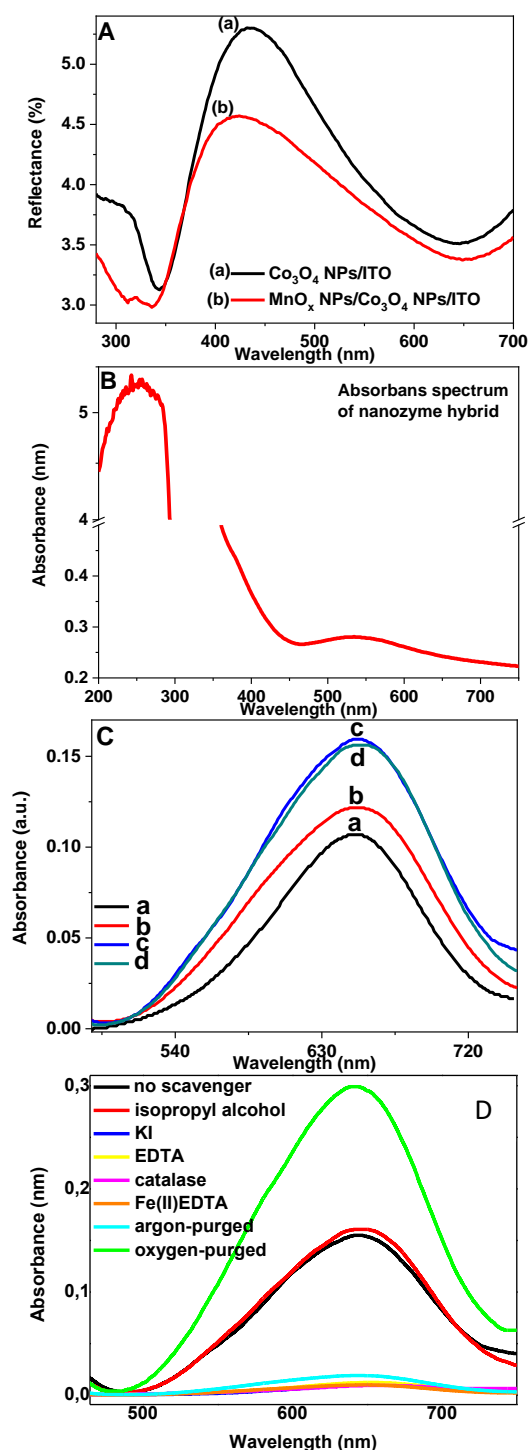 A
(a)
(b)
5.0
4.5
4.0
3.5
3.0
Reflectance (%)
(a) Co₃O₄ NPs/ITO
(b) MnOₓ NPs/Co₃O₄ NPs/ITO
300 400 500 600 700
Wavelength (nm)
B
Absorbans spectrum
of nanozyme hybrid
5
4
0.4
0.3
0.2
Absorbance (nm)
200 300 400 500 600 700
Wavelength (nm)
C
c
d
b
a
0.15
0.10
0.05
0.00
Absorbance (a.u.)
a
b
c
d
540 630 720
Wavelength (nm)
D
0,3
0,2
0,1
0,0
Absorbance (nm)
no scavenger
isopropyl alcohol
KI
EDTA
catalase
Fe(II)EDTA
argon-purged
oxygen-purged
500 600 700
Wavelength (nm)